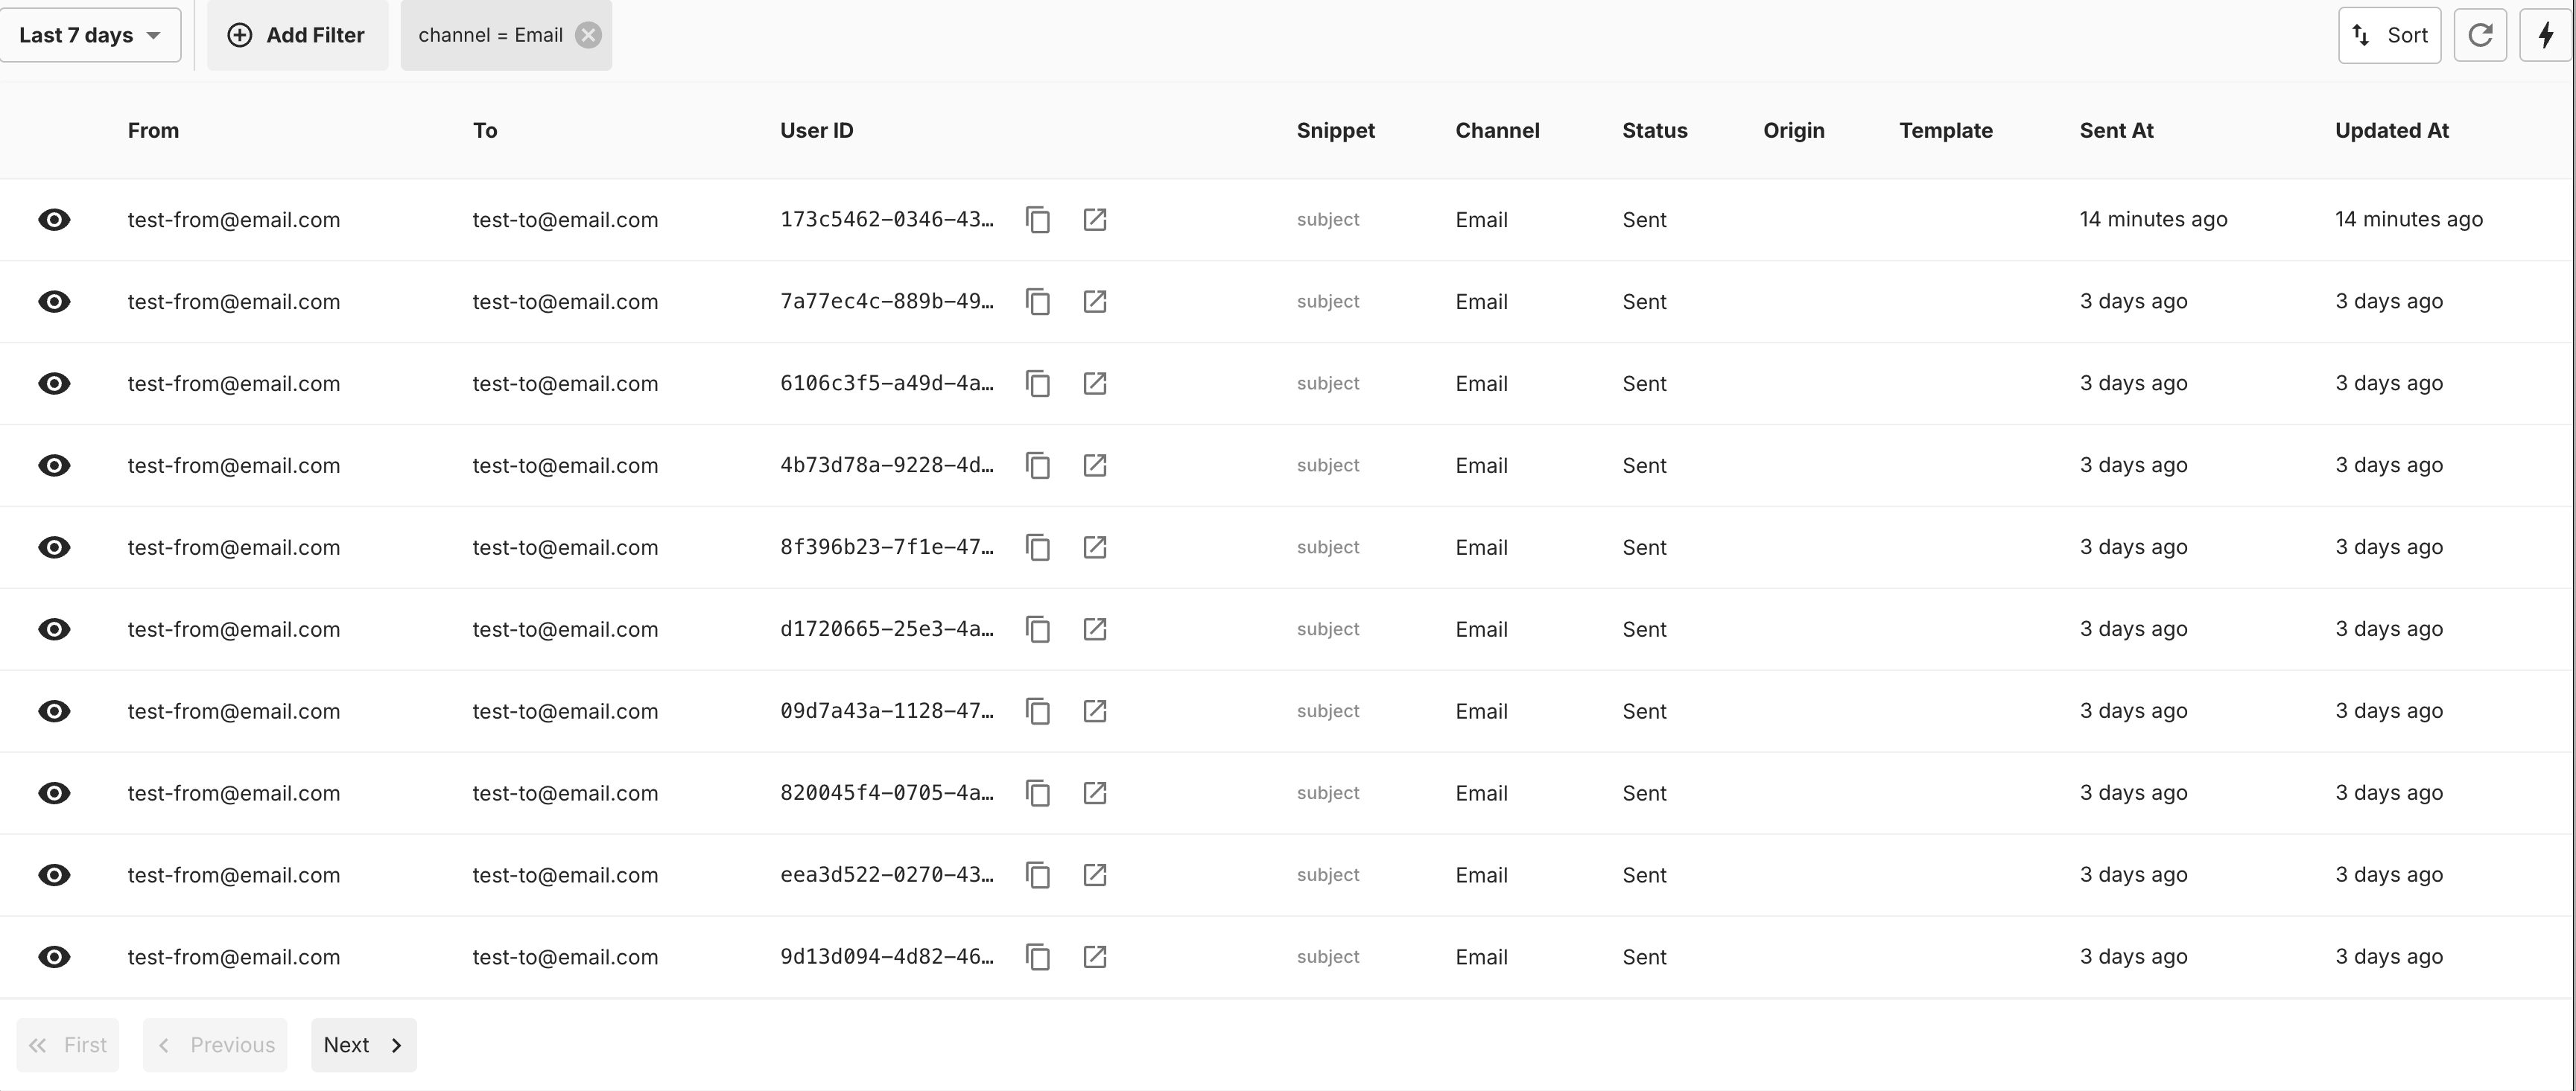 Last 7 days Add Filter channel = Email Sort
From To User ID Snippet Channel Status Origin Template Sent At Updated At
test-from@email.com test-to@email.com 173c5462-0346-43… subject Email Sent 14 minutes ago 14 minutes ago
test-from@email.com test-to@email.com 7a77ec4c-889b-49… subject Email Sent 3 days ago 3 days ago
test-from@email.com test-to@email.com 6106c3f5-a49d-4a… subject Email Sent 3 days ago 3 days ago
test-from@email.com test-to@email.com 4b73d78a-9228-4d… subject Email Sent 3 days ago 3 days ago
test-from@email.com test-to@email.com 8f396b23-7f1e-47… subject Email Sent 3 days ago 3 days ago
test-from@email.com test-to@email.com d1720665-25e3-4a… subject Email Sent 3 days ago 3 days ago
test-from@email.com test-to@email.com 09d7a43a-1128-47… subject Email Sent 3 days ago 3 days ago
test-from@email.com test-to@email.com 820045f4-0705-4a… subject Email Sent 3 days ago 3 days ago
test-from@email.com test-to@email.com eea3d522-0270-43… subject Email Sent 3 days ago 3 days ago
test-from@email.com test-to@email.com 9d13d094-4d82-46… subject Email Sent 3 days ago 3 days ago
First Previous Next